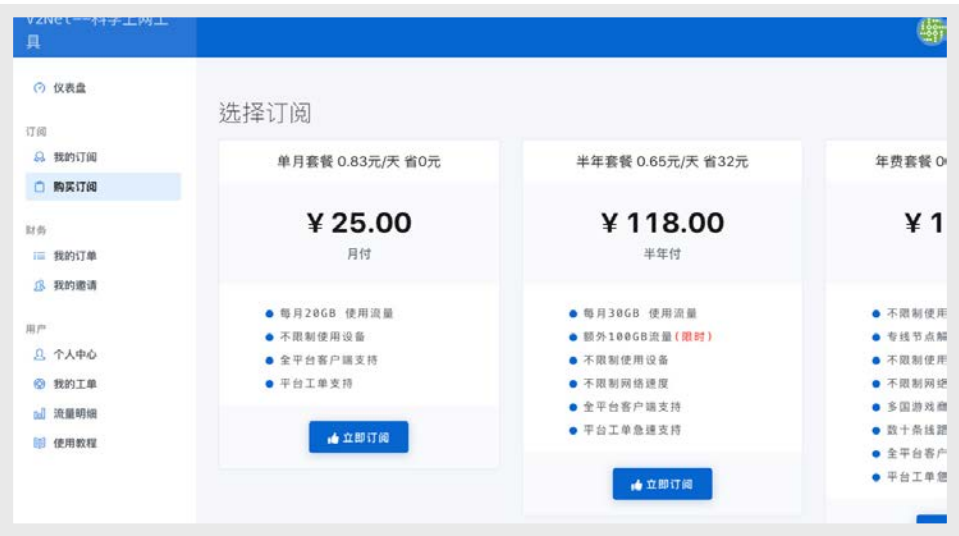 V2Net——科学上网工
具
仪表盘
订阅
我的订阅
购买订阅
财务
我的订单
我的邀请
用户
个人中心
我的工单
流量明细
使用教程
选择订阅
单月套餐 0.83元/天 省0元
¥ 25.00
月付
每月20GB 使用流量
不限制使用设备
全平台客户端支持
平台工单支持
立即订阅
半年套餐 0.65元/天 省32元
¥ 118.00
半年付
每月30GB 使用流量
额外100GB流量(限时)
不限制使用设备
不限制网络速度
全平台客户端支持
平台工单急速支持
立即订阅
年费套餐 0
¥ 1
不限制使用
专线节点解
不限制使用
不限制网络
多国游戏商
数十条线路
全平台客户
平台工单急